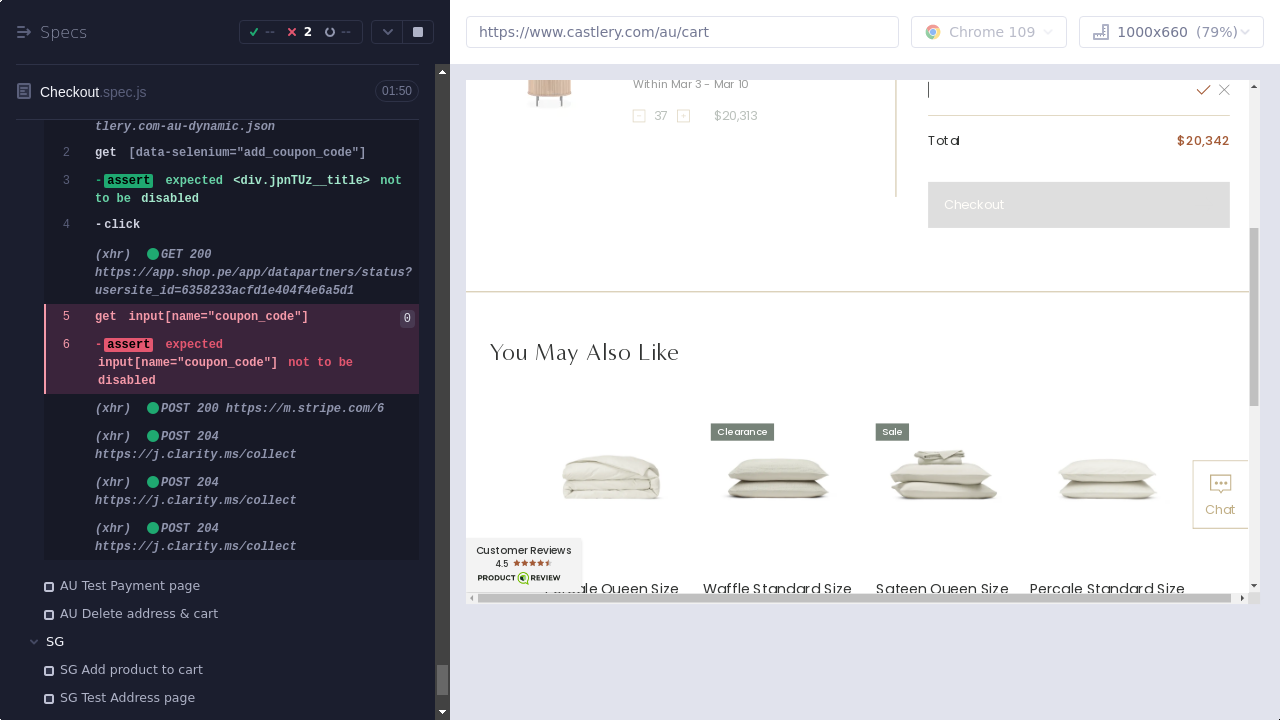 Specs
-- 2 --
https://www.castlery.com/au/cart
Chrome 109
1000x660 (79%)
Checkout.spec.js
01:50
tlery.com-au-dynamic.json
2 get [data-selenium="add_coupon_code"]
3 -assert expected <div.jpnTUz__title> not
to be disabled
4 -click
(xhr) GET 200
https://app.shop.pe/app/datapartners/status?
usersite_id=6358233acfd1e404f4e6a5d1
5 get input[name="coupon_code"] 0
6 -assert expected
input[name="coupon_code"] not to be
disabled
(xhr) POST 200 https://m.stripe.com/6
(xhr) POST 204
https://j.clarity.ms/collect
(xhr) POST 204
https://j.clarity.ms/collect
(xhr) POST 204
https://j.clarity.ms/collect
AU Test Payment page
AU Delete address & cart
SG
SG Add product to cart
SG Test Address page
Within Mar 3 - Mar 10
- 37 + $20,313
Total $20,342
Checkout
You May Also Like
Clearance
Sale
Chat
Customer Reviews
4.5
PRODUCT REVIEW
Percale Queen Size
Waffle Standard Size
Sateen Queen Size
Percale Standard Size